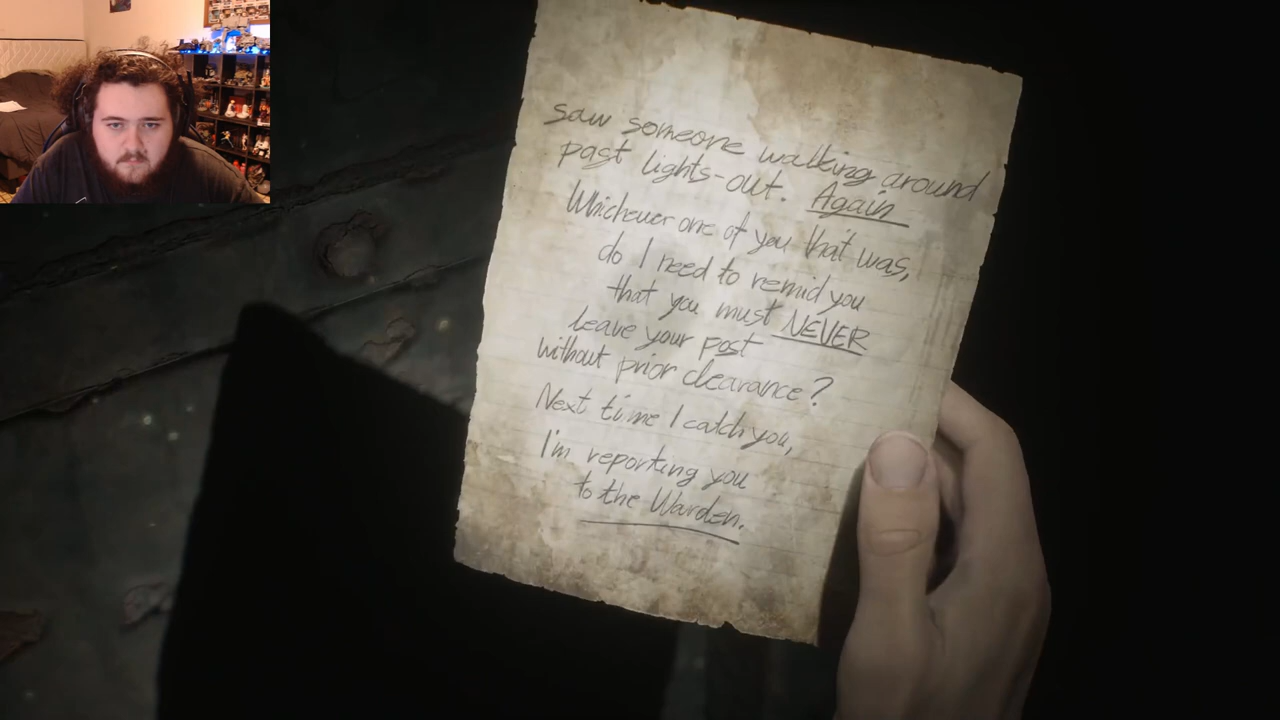 saw someone walking around
past lights-out. Again
Whichever one of you that was,
do I need to remid you
that you must NEVER
leave your post
without prior clearance?
Next time I catch you,
I'm reporting you
to the Warden.